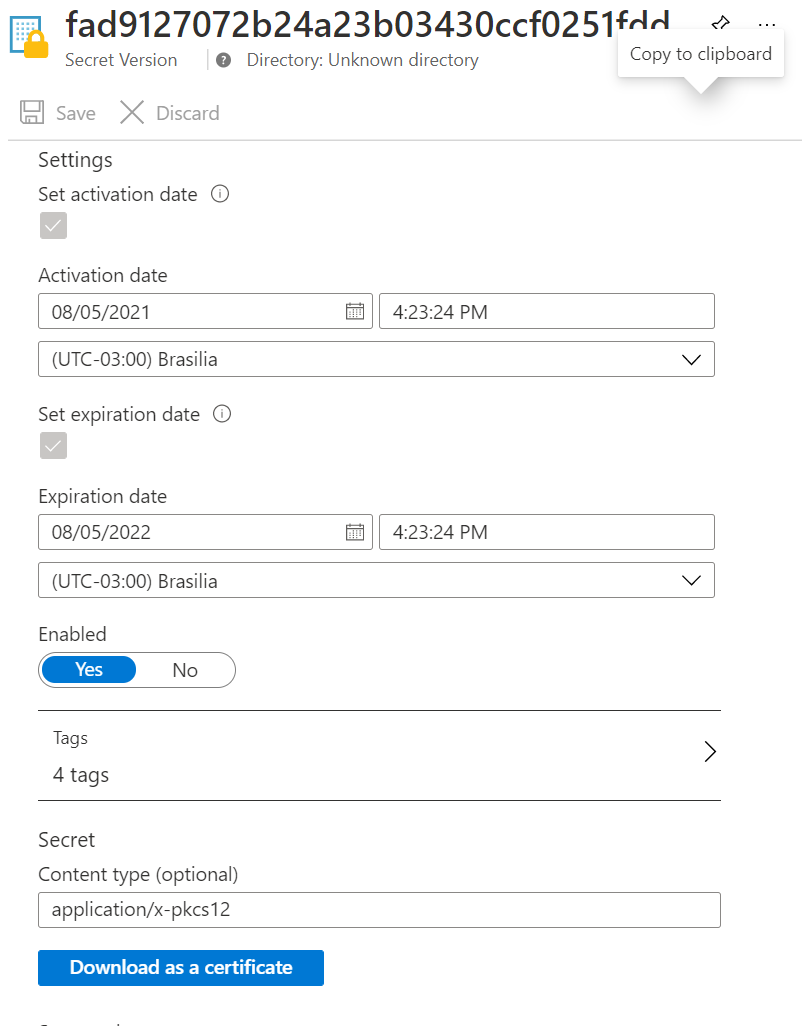 fad9127072b24a23b03430ccf0251fdd
Secret Version
? Directory: Unknown directory
Copy to clipboard
Save
Discard
Settings
Set activation date
Activation date
08/05/2021
4:23:24 PM
(UTC-03:00) Brasilia
Set expiration date
Expiration date
08/05/2022
4:23:24 PM
(UTC-03:00) Brasilia
Enabled
Yes
No
Tags
4 tags
Secret
Content type (optional)
application/x-pkcs12
Download as a certificate